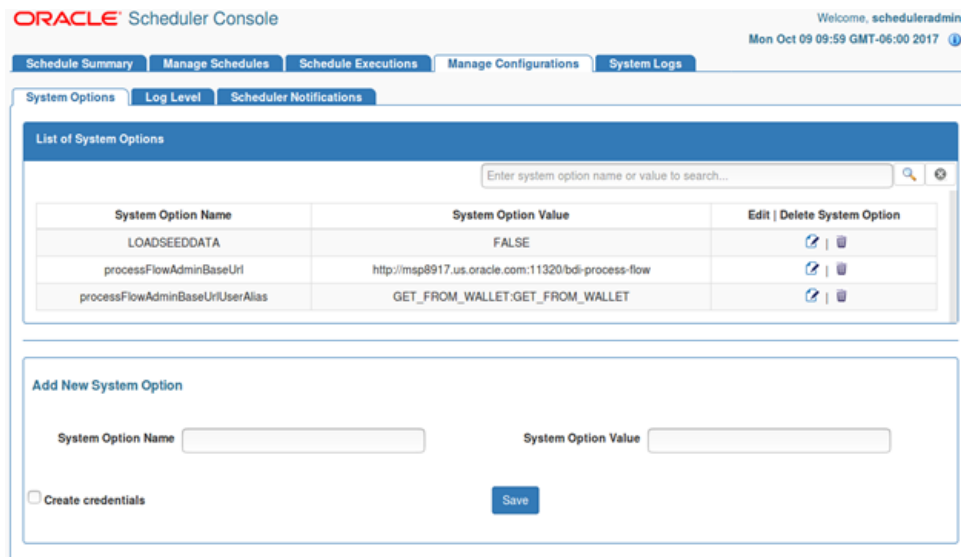 ORACLE Scheduler Console
Welcome, scheduleradmin
Mon Oct 09 09:59 GMT-06:00 2017
Schedule Summary Manage Schedules Schedule Executions Manage Configurations System Logs
System Options Log Level Scheduler Notifications
List of System Options
Enter system option name or value to search...
System Option Name System Option Value Edit | Delete System Option
LOADSEEDDATA FALSE |
processFlowAdminBaseUrl http://msp8917.us.oracle.com:11320/bdi-process-flow |
processFlowAdminBaseUrlUserAlias GET_FROM_WALLET:GET_FROM_WALLET |
Add New System Option
System Option Name System Option Value
Create credentials Save